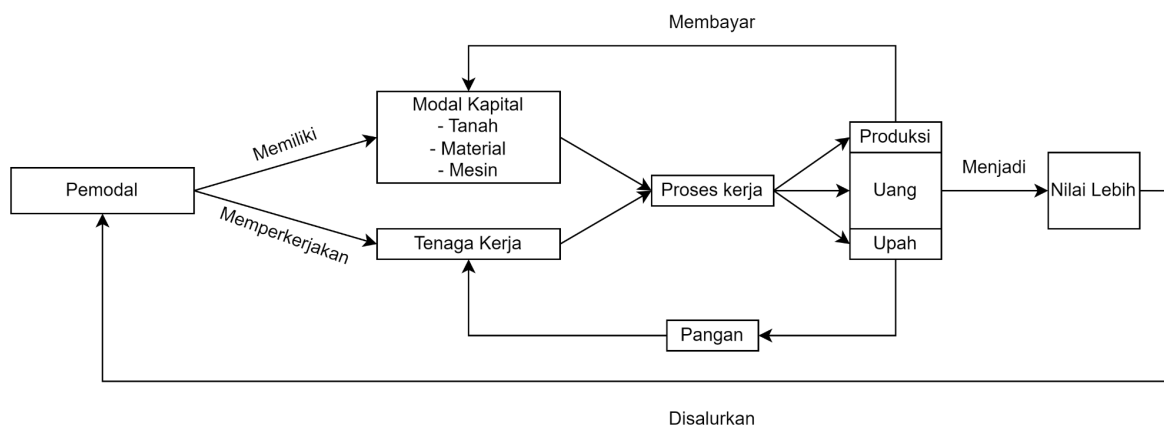 Membayar
Modal Kapital
- Tanah
- Material
- Mesin
Memiliki
Pemodal
Memperkerjakan
Tenaga Kerja
Proses kerja
Produksi
Uang
Upah
Menjadi
Nilai Lebih
Pangan
Disalurkan